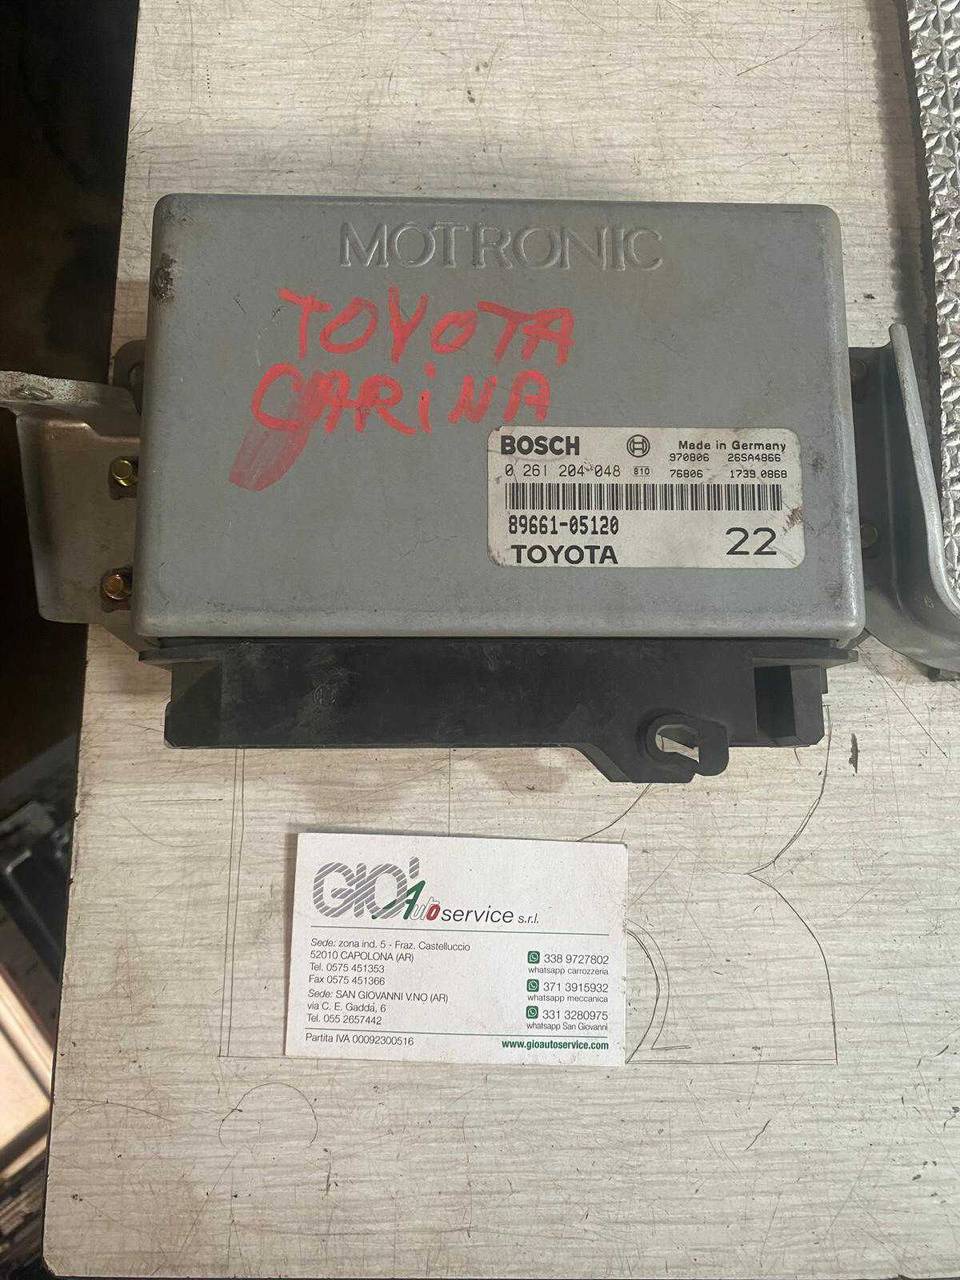 MOTRONIC
TOYOTA
CARiNA
BOSCH
Made in Germany
0 261 204 048 810
970806 26SA4866
76806 1739.0868
89661-05120
TOYOTA
22
GIO' Auto service s.r.l.
Sede: zona ind. 5 - Fraz. Castelluccio
52010 CAPOLONA (AR)
Tel. 0575 451353
Fax 0575 451366
Sede: SAN GIOVANNI V.NO (AR)
via C. E. Gadda, 6
Tel. 055 2657442
Partita IVA 00092300516
338 9727802
whatsapp carrozzeria
371 3915932
whatsapp meccanica
331 3280975
whatsapp San Giovanni
www.gioautoservice.com